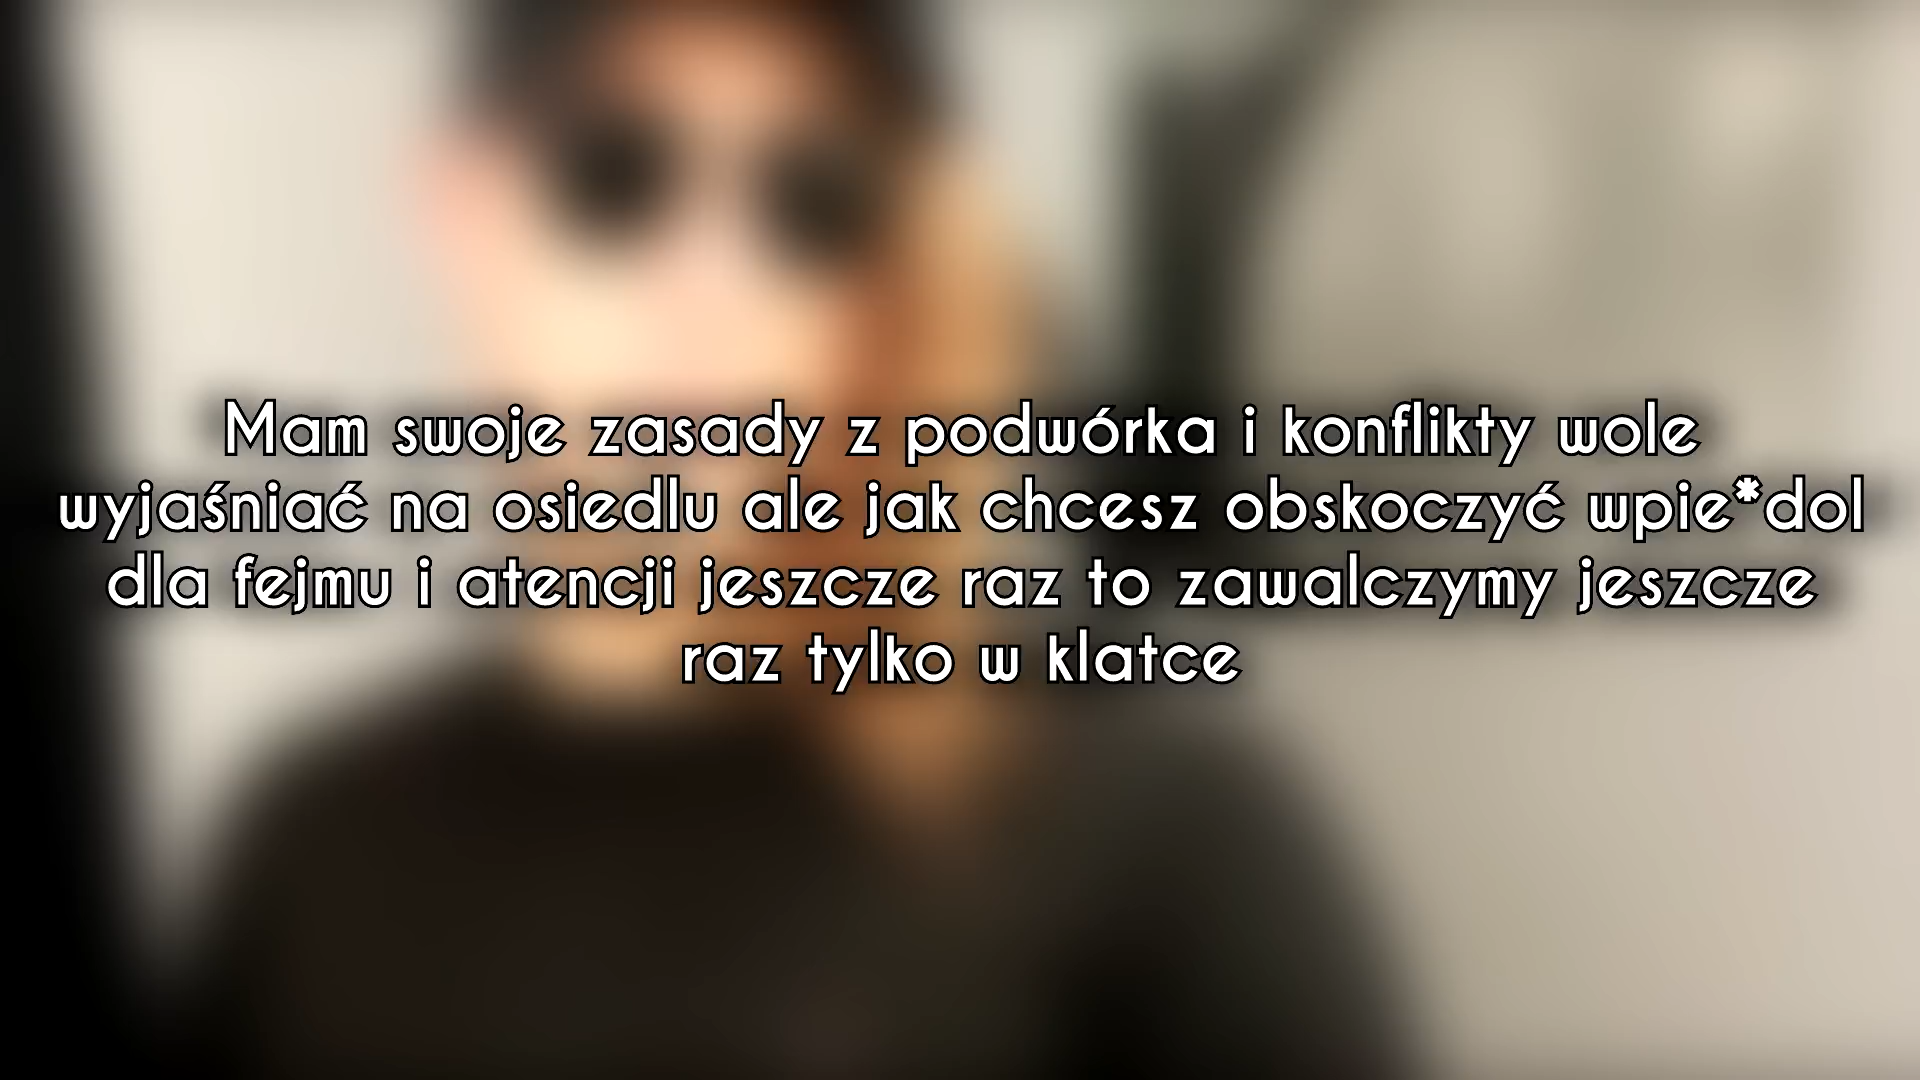 Mam swoje zasady z podwórka i konflikty wole
wyjaśniać na osiedlu ale jak chcesz obskoczyć wpie*dol
dla fejmu i atencji jeszcze raz to zawalczymy jeszcze
raz tylko w klatce